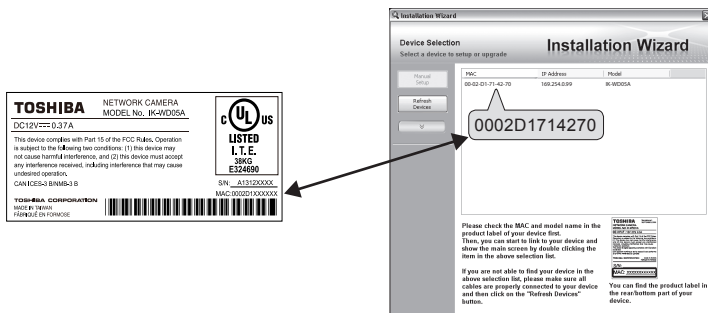 TOSHIBA
NETWORK CAMERA
MODEL No. IK-WD05A
DC12V⎓0.37A
This device complies with Part 15 of the FCC Rules. Operation
is subject to the following two conditions: (1) this device may
not cause harmful interference, and (2) this device must accept
any interference received, including interference that may cause
undesired operation.
CAN ICES-3 B/NMB-3 B
TOSHIBA CORPORATION
MADE IN TAIWAN
FABRIQUÉ EN FORMOSE
C UL US
LISTED
I. T. E.
38KG
E324690
S/N: A1312XXXX
MAC:0002D1XXXXXX
Installation Wizard
Device Selection
Select a device to setup or upgrade
Installation Wizard
Manual
Setup
Refresh
Devices
MAC IP Address Model
00-02-D1-71-42-70 169.254.0.99 IK-WD05A
0002D1714270
Please check the MAC and model name in the
product label of your device first.
Then, you can start to link to your device and
show the main screen by double clicking the
item in the above selection list.
If you are not able to find your device in the
above selection list, please make sure all
cables are properly connected to your device
and then click on the "Refresh Devices"
button.
TOSHIBA
MAC: XXXXXXXXXXXX
You can find the product label in
the rear/bottom part of your
device.